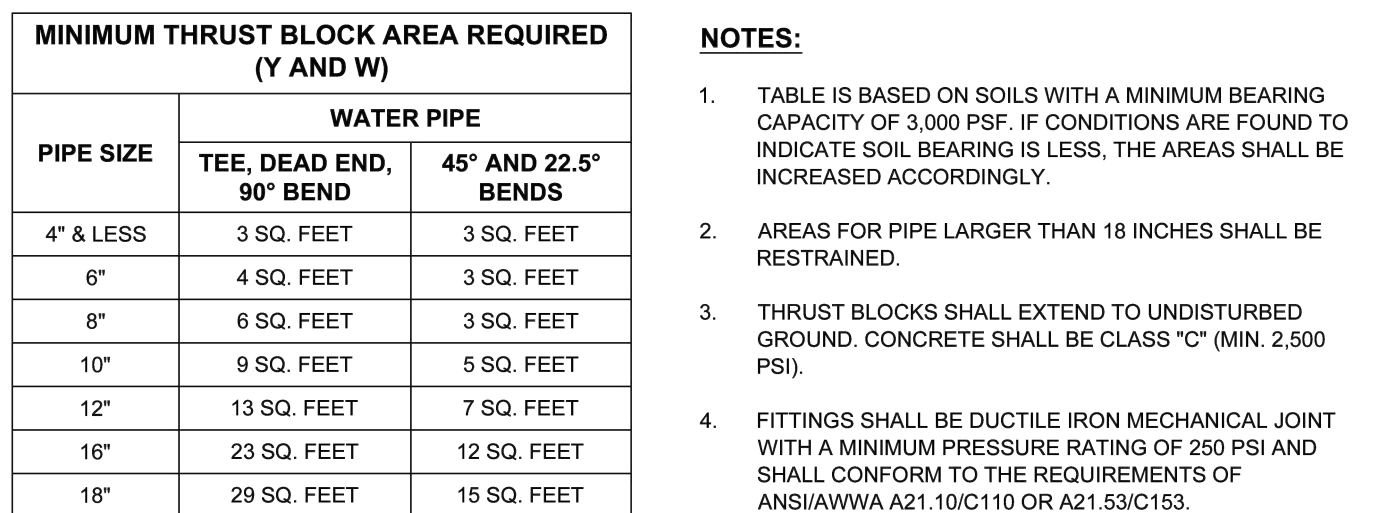 MINIMUM THRUST BLOCK AREA REQUIRED
(Y AND W)
PIPE SIZE
WATER PIPE
TEE, DEAD END,
90° BEND
45° AND 22.5°
BENDS
4" & LESS 3 SQ. FEET 3 SQ. FEET
6" 4 SQ. FEET 3 SQ. FEET
8" 6 SQ. FEET 3 SQ. FEET
10" 9 SQ. FEET 5 SQ. FEET
12" 13 SQ. FEET 7 SQ. FEET
16" 23 SQ. FEET 12 SQ. FEET
18" 29 SQ. FEET 15 SQ. FEET
NOTES:
1. TABLE IS BASED ON SOILS WITH A MINIMUM BEARING
CAPACITY OF 3,000 PSF. IF CONDITIONS ARE FOUND TO
INDICATE SOIL BEARING IS LESS, THE AREAS SHALL BE
INCREASED ACCORDINGLY.
2. AREAS FOR PIPE LARGER THAN 18 INCHES SHALL BE
RESTRAINED.
3. THRUST BLOCKS SHALL EXTEND TO UNDISTURBED
GROUND. CONCRETE SHALL BE CLASS "C" (MIN. 2,500
PSI).
4. FITTINGS SHALL BE DUCTILE IRON MECHANICAL JOINT
WITH A MINIMUM PRESSURE RATING OF 250 PSI AND
SHALL CONFORM TO THE REQUIREMENTS OF
ANSI/AWWA A21.10/C110 OR A21.53/C153.